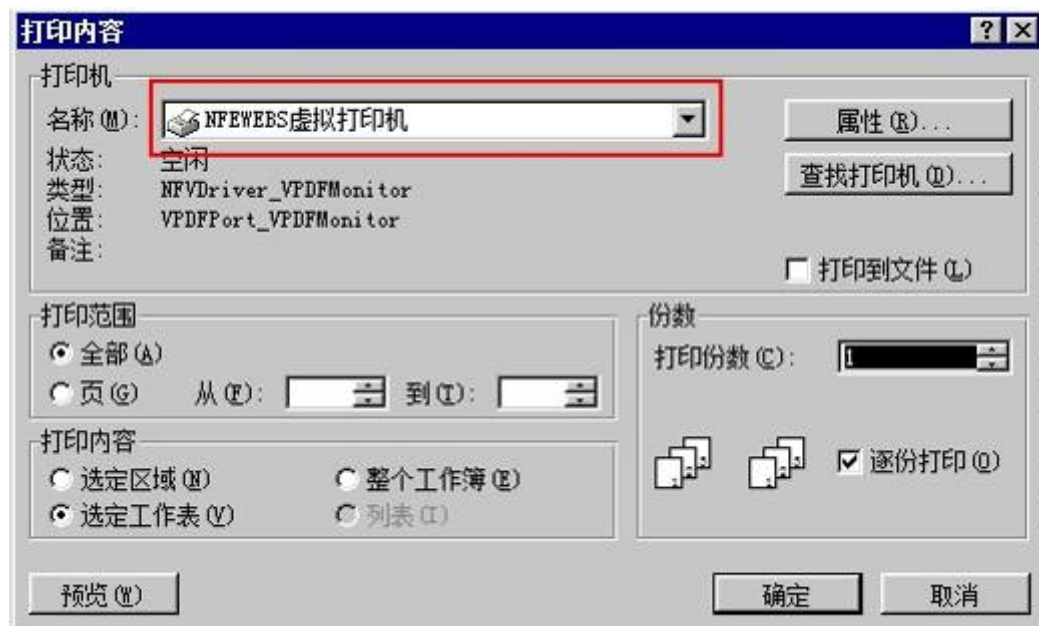 打印内容
打印机
名称(M): NFEWEBS虚拟打印机 属性(R)...
状态: 空闲 查找打印机(D)...
类型: NFVDriver_VPDFMonitor
位置: VPDFPort_VPDFMonitor
备注:
打印到文件(L)
打印范围
全部(A)
页(G) 从(F): 到(T):
份数
打印份数(C): 1
逐份打印(O)
打印内容
选定区域(N) 整个工作簿(E)
选定工作表(V) 列表(I)
预览(W) 确定 取消